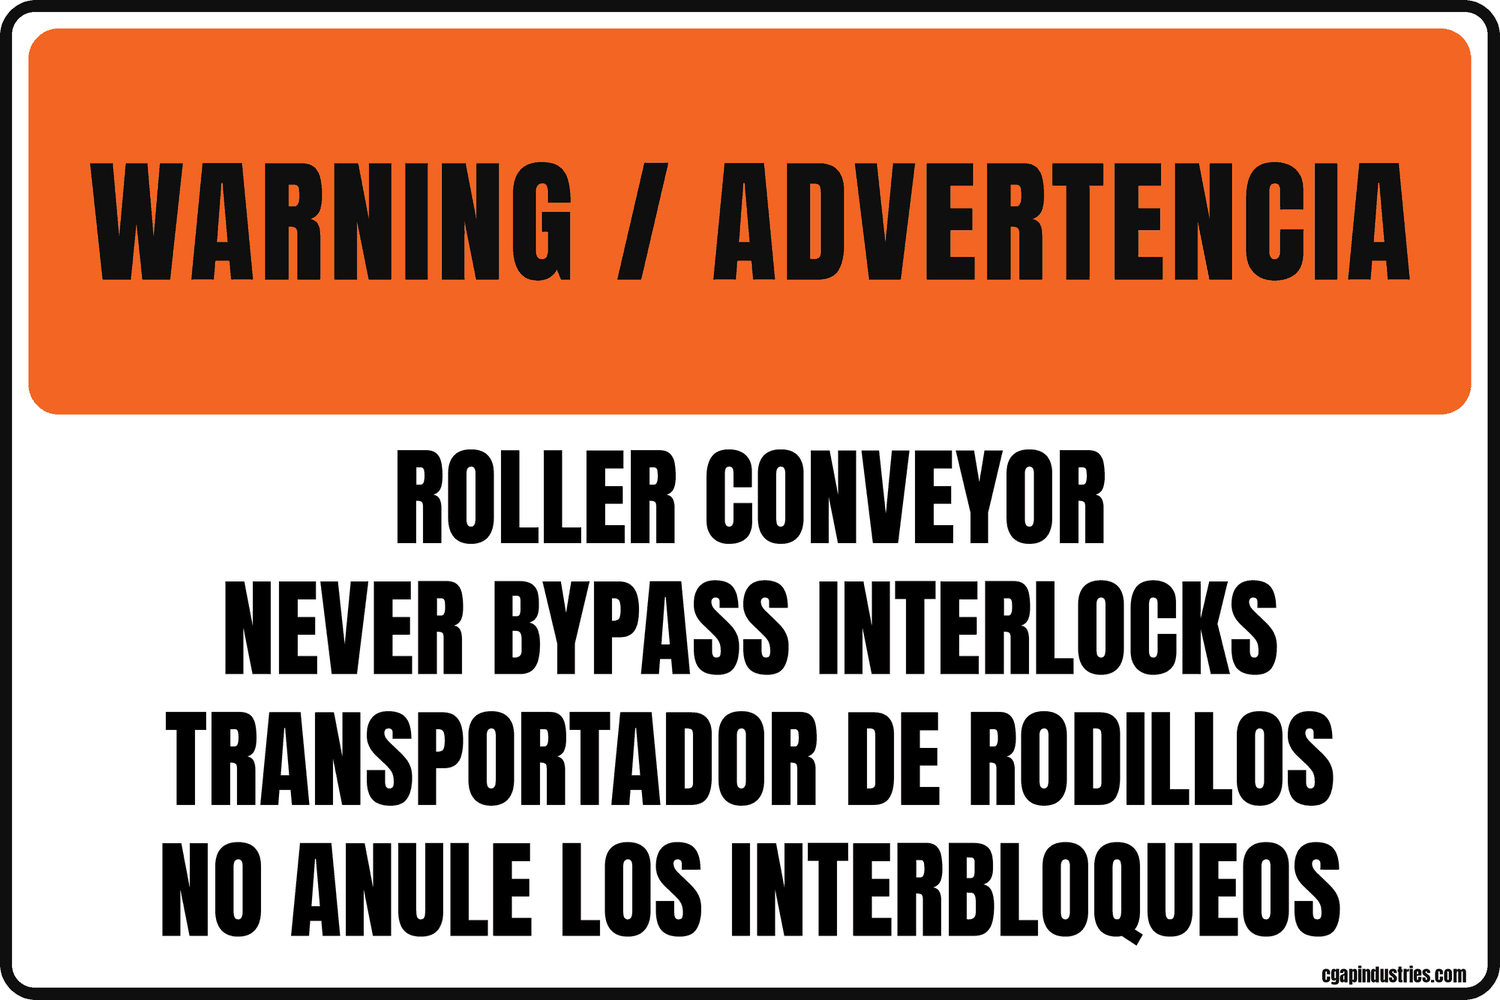 WARNING / ADVERTENCIA
ROLLER CONVEYOR
NEVER BYPASS INTERLOCKS
TRANSPORTADOR DE RODILLOS
NO ANULE LOS INTERBLOQUEOS
cgapindustries.com